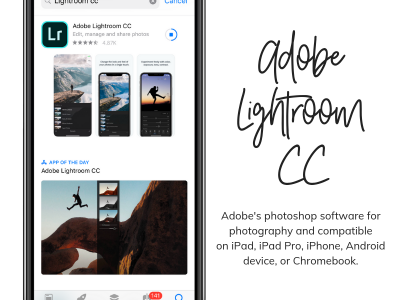 Lightroom cc
Cancel
Lr
Adobe Lightroom CC
Edit, manage and share photos
APP OF THE DAY
Adobe Lightroom CC
141
Adobe
Lightroom
CC
Adobe's photoshop software for
photography and compatible
on iPad, iPad Pro, iPhone, Android
device, or Chromebook.